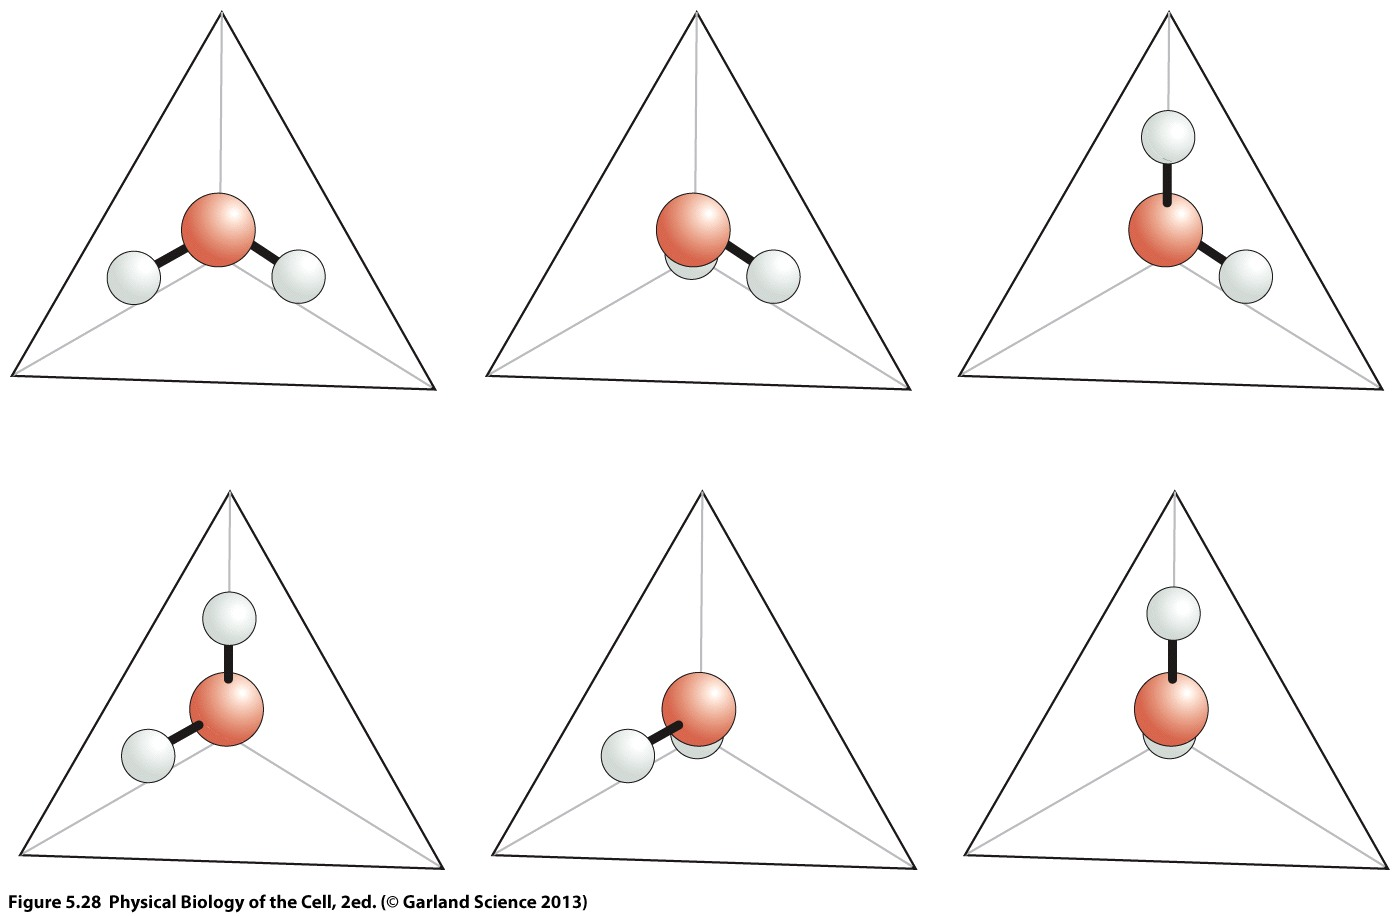 Figure 5.28 Physical Biology of the Cell, 2ed. (© Garland Science 2013)